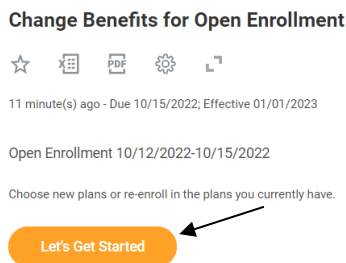 Change Benefits for Open Enrollment
X PDF
11 minute(s) ago - Due 10/15/2022; Effective 01/01/2023
Open Enrollment 10/12/2022-10/15/2022
Choose new plans or re-enroll in the plans you currently have.
Let's Get Started